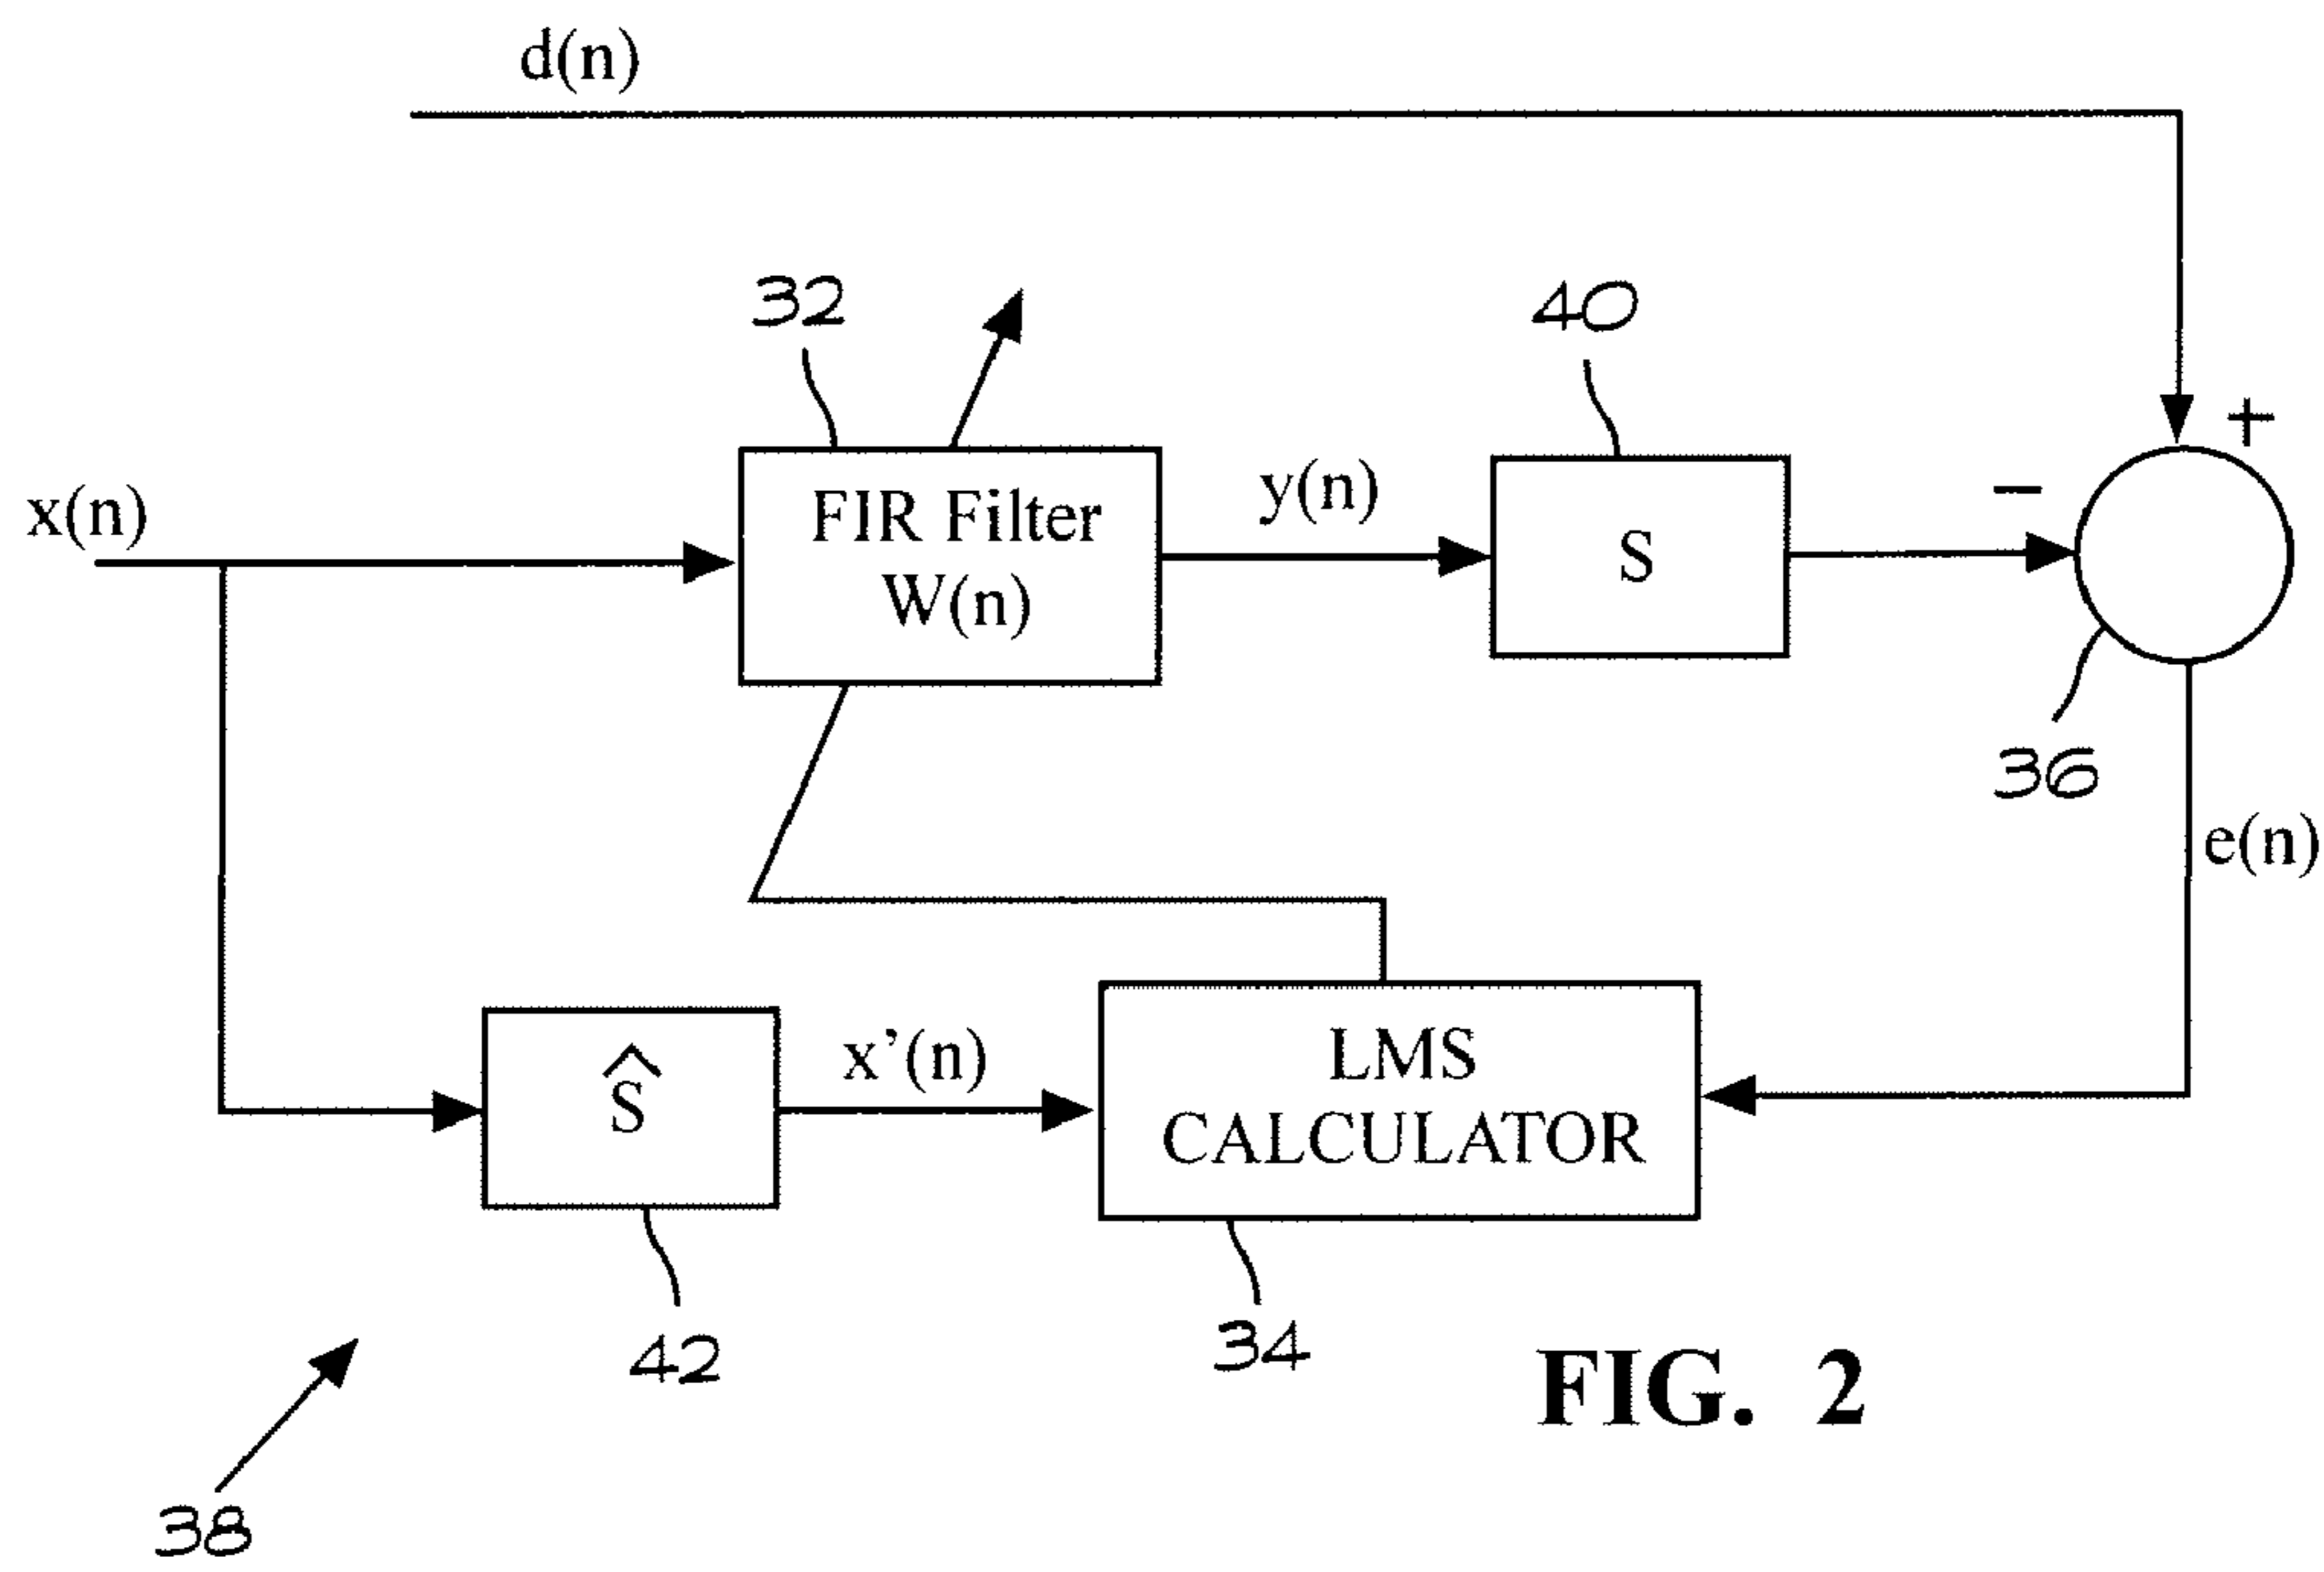 d(n)
32
40
+
x(n)
FIR Filter
W(n)
y(n)
−
S
36
e(n)
Ŝ
x’(n)
LMS
CALCULATOR
42
34
FIG. 2
38